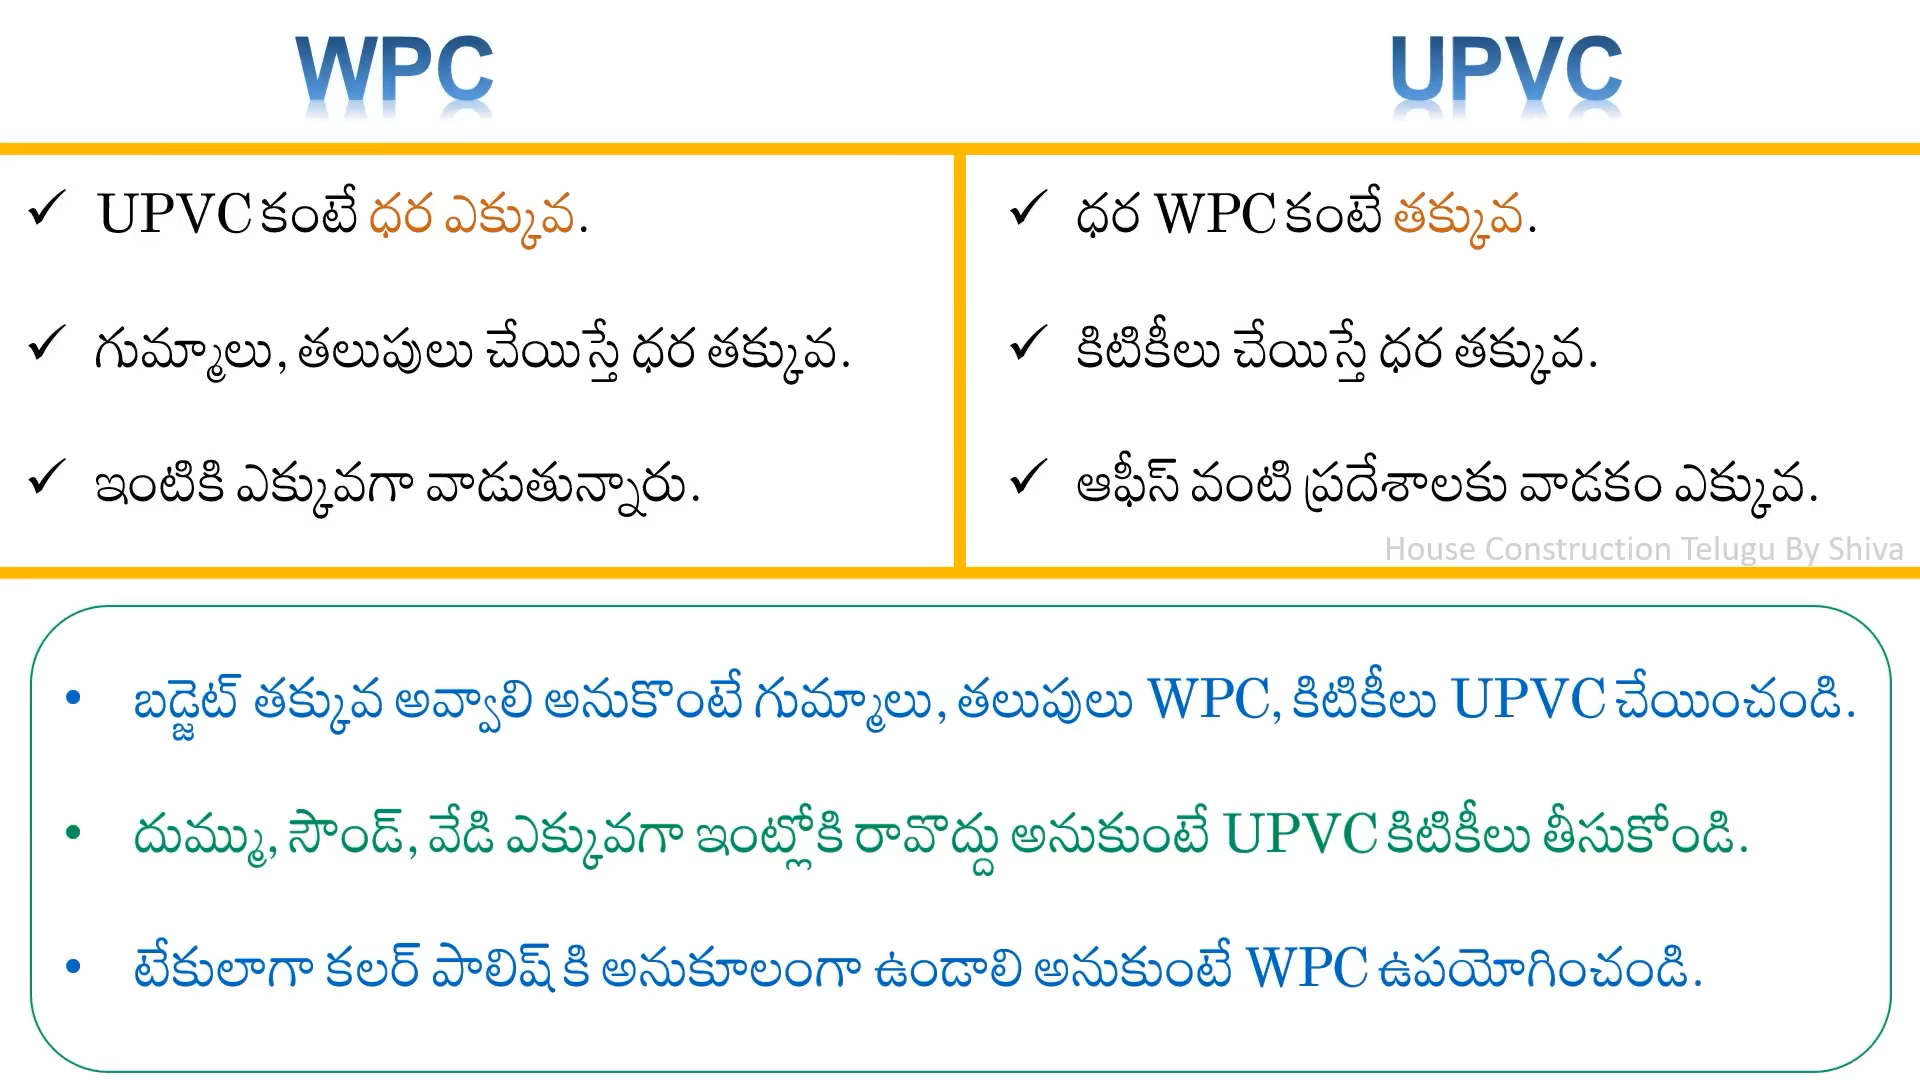 WPC
UPVC
✓ UPVC కంటే ధర ఎక్కువ.
✓ గుమ్మాలు, తలుపులు చేయిస్తే ధర తక్కువ.
✓ ఇంటికి ఎక్కువగా వాడుతున్నారు.
✓ ధర WPC కంటే తక్కువ.
✓ కిటికీలు చేయిస్తే ధర తక్కువ.
✓ ఆఫీస్ వంటి ప్రదేశాలకు వాడకం ఎక్కువ.
House Construction Telugu By Shiva
• బడ్జెట్ తక్కువ అవ్వాలి అనుకొంటే గుమ్మాలు, తలుపులు WPC, కిటికీలు UPVC చేయించండి.
• దుమ్ము, సౌండ్, వేడి ఎక్కువగా ఇంట్లోకి రావొద్దు అనుకుంటే UPVC కిటికీలు తీసుకోండి.
• టేకులాగా కలర్ పాలిష్ కి అనుకూలంగా ఉండాలి అనుకుంటే WPC ఉపయోగించండి.